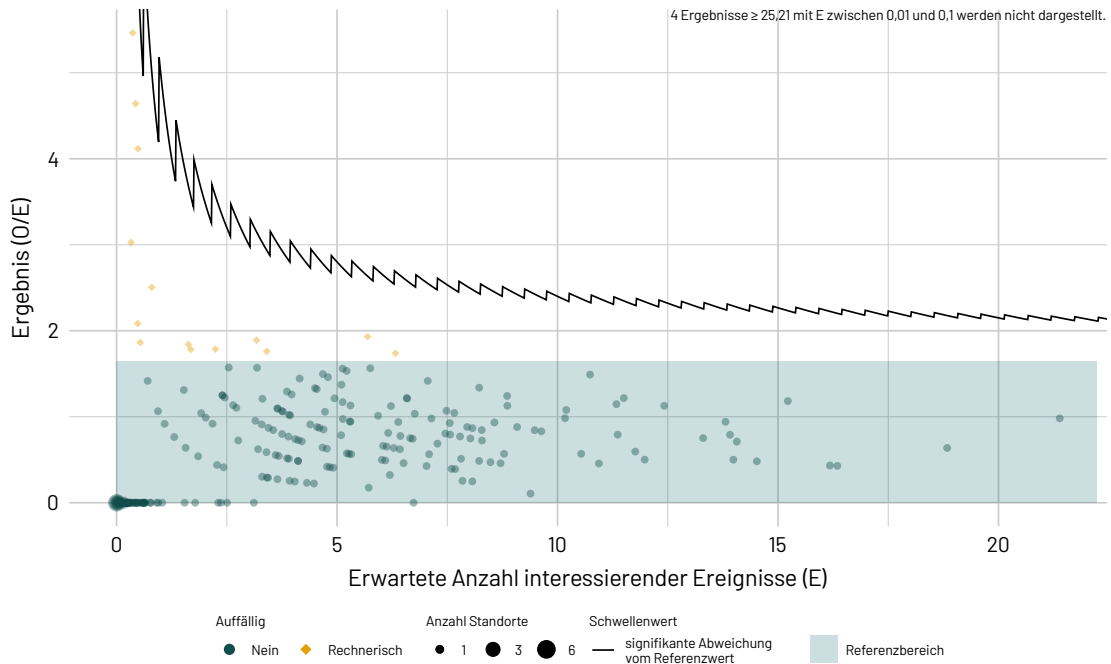 4 Ergebnisse ≥ 25,21 mit E zwischen 0,01 und 0,1 werden nicht dargestellt.
Ergebnis (O/E)
4
2
0
0 5 10 15 20
Erwartete Anzahl interessierender Ereignisse (E)
Auffällig
Nein Rechnerisch
Anzahl Standorte
1 3 6
Schwellenwert
signifikante Abweichung
vom Referenzwert
Referenzbereich